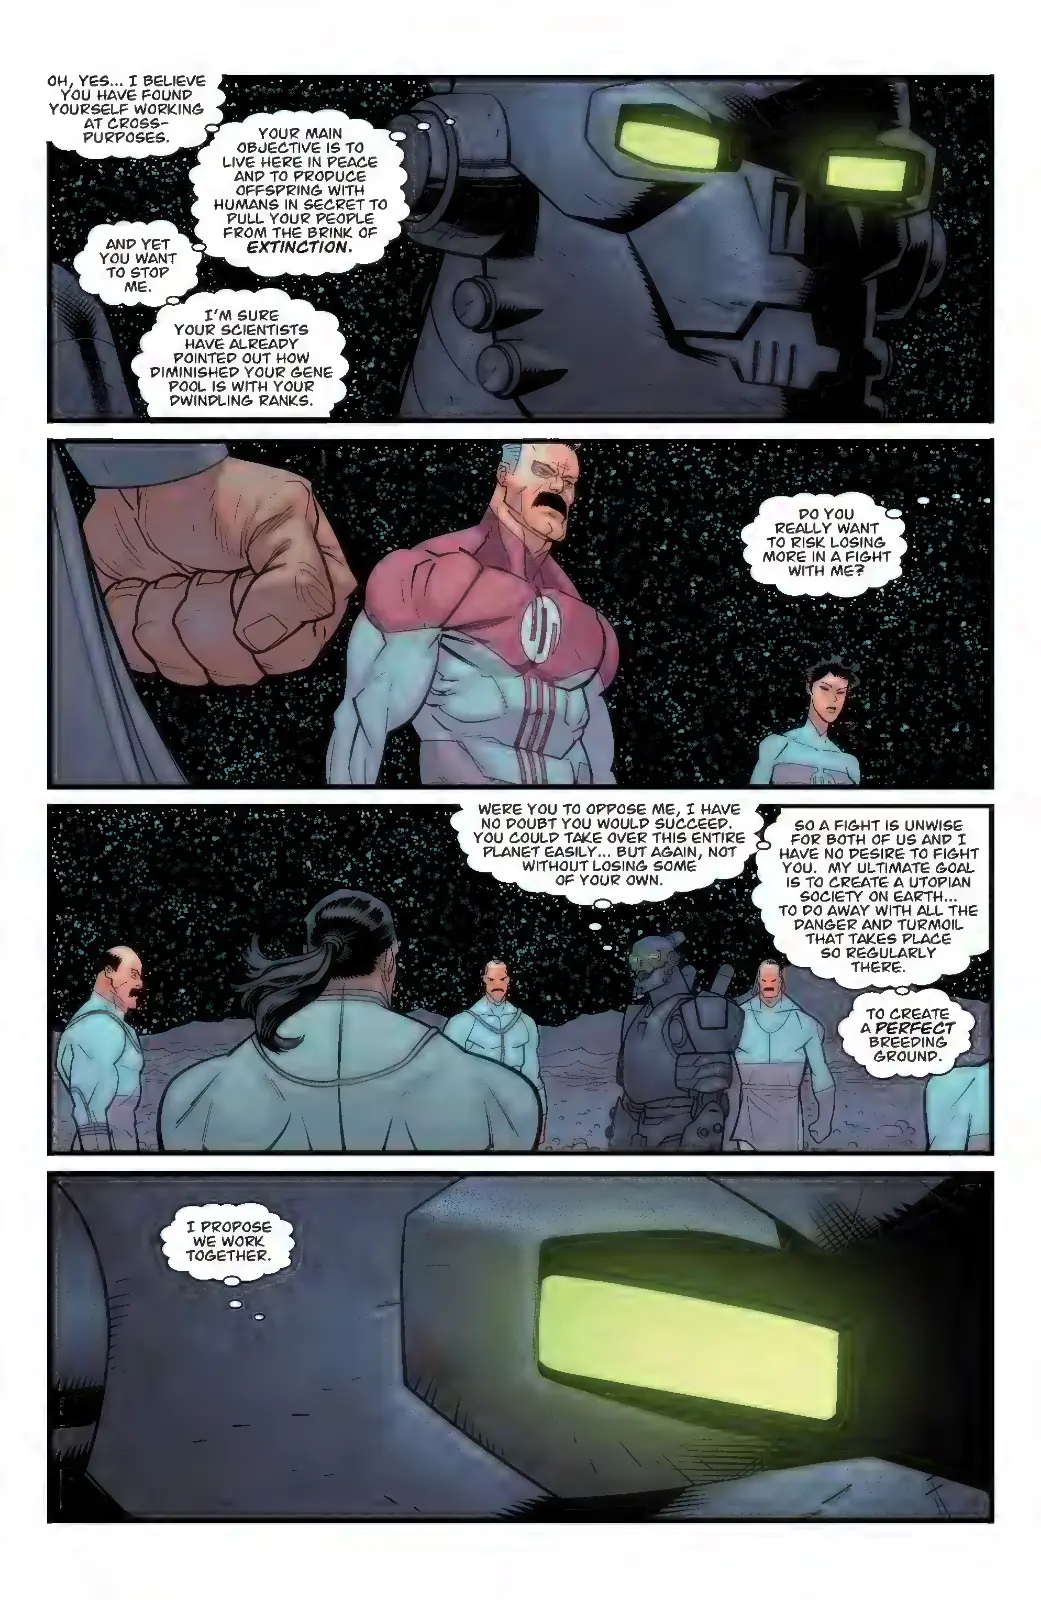 OH, YES... I BELIEVE
YOU HAVE FOUND
YOURSELF WORKING
AT CROSS-
PURPOSES.
YOUR MAIN
OBJECTIVE IS TO
LIVE HERE IN PEACE
AND TO PRODUCE
OFFSPRING WITH
HUMANS IN SECRET TO
PULL YOUR PEOPLE
FROM THE BRINK OF
EXTINCTION.
AND YET
YOU WANT
TO STOP
ME.
I'M SURE
YOUR SCIENTISTS
HAVE ALREADY
POINTED OUT HOW
DIMINISHED YOUR GENE
POOL IS WITH YOUR
DWINDLING RANKS.
DO YOU
REALLY WANT
TO RISK LOSING
MORE IN A FIGHT
WITH ME?
WERE YOU TO OPPOSE ME, I HAVE
NO DOUBT YOU WOULD SUCCEED.
YOU COULD TAKE OVER THIS ENTIRE
PLANET EASILY... BUT AGAIN, NOT
WITHOUT LOSING SOME
OF YOUR OWN.
SO A FIGHT IS UNWISE
FOR BOTH OF US AND I
HAVE NO DESIRE TO FIGHT
YOU. MY ULTIMATE GOAL
IS TO CREATE A UTOPIAN
SOCIETY ON EARTH...
TO DO AWAY WITH ALL THE
DANGER AND TURMOIL
THAT TAKES PLACE
SO REGULARLY
THERE.
TO CREATE
A PERFECT
BREEDING
GROUND.
I PROPOSE
WE WORK
TOGETHER.